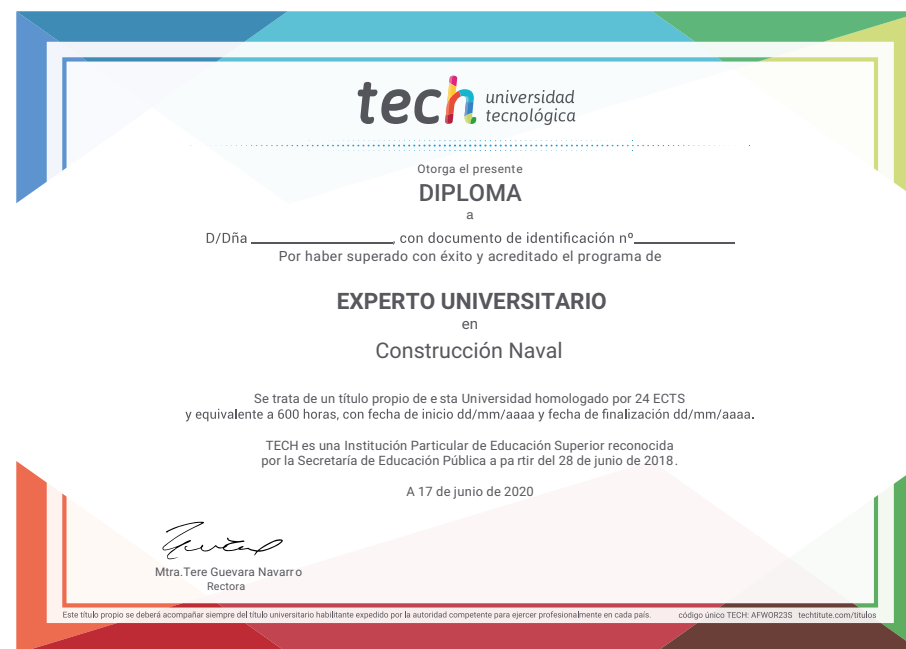 tech universidad
tecnológica
Otorga el presente
DIPLOMA
a
D/Dña ______________, con documento de identificación nº__________
Por haber superado con éxito y acreditado el programa de
EXPERTO UNIVERSITARIO
en
Construcción Naval
Se trata de un título propio de e sta Universidad homologado por 24 ECTS
y equivalente a 600 horas, con fecha de inicio dd/mm/aaaa y fecha de finalización dd/mm/aaaa.
TECH es una Institución Particular de Educación Superior reconocida
por la Secretaría de Educación Pública a pa rtir del 28 de junio de 2018.
A 17 de junio de 2020
Mtra.Tere Guevara Navarro
Rectora
Este título propio se deberá acompañar siempre del título universitario habilitante expedido por la autoridad competente para ejercer profesionalmente en cada país. código único TECH: AFWOR23S techtitute.com/titulos